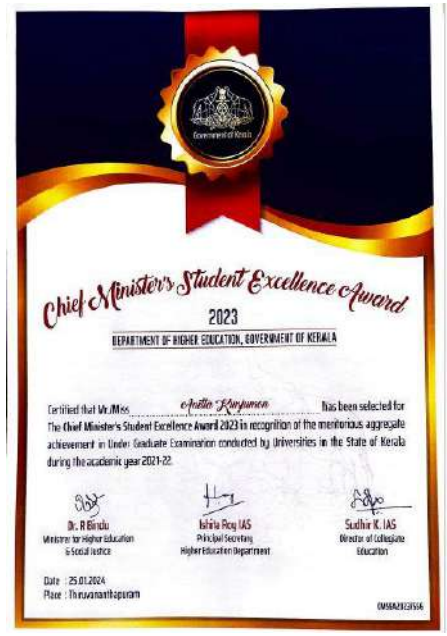 Government of Kerala
Chief Minister's Student Excellence Award
2023
DEPARTMENT OF HIGHER EDUCATION, GOVERNMENT OF KERALA
Certified that Mr./Miss Kunjumon has been selected for
The Chief Minister's Student Excellence Award 2023 in recognition of the meritorious aggregate
achievement in Under Graduate Examination conducted by Universities in the State of Kerala
during the academic year 2021-22.
Dr. R Bindu
Minister for Higher Education
& Social Justice
Ishita Roy IAS
Principal Secretary
Higher Education Department
Sudhir K. IAS
Director of Collegiate
Education
Date : 25.01.2024
Place : Thiruvananthapuram